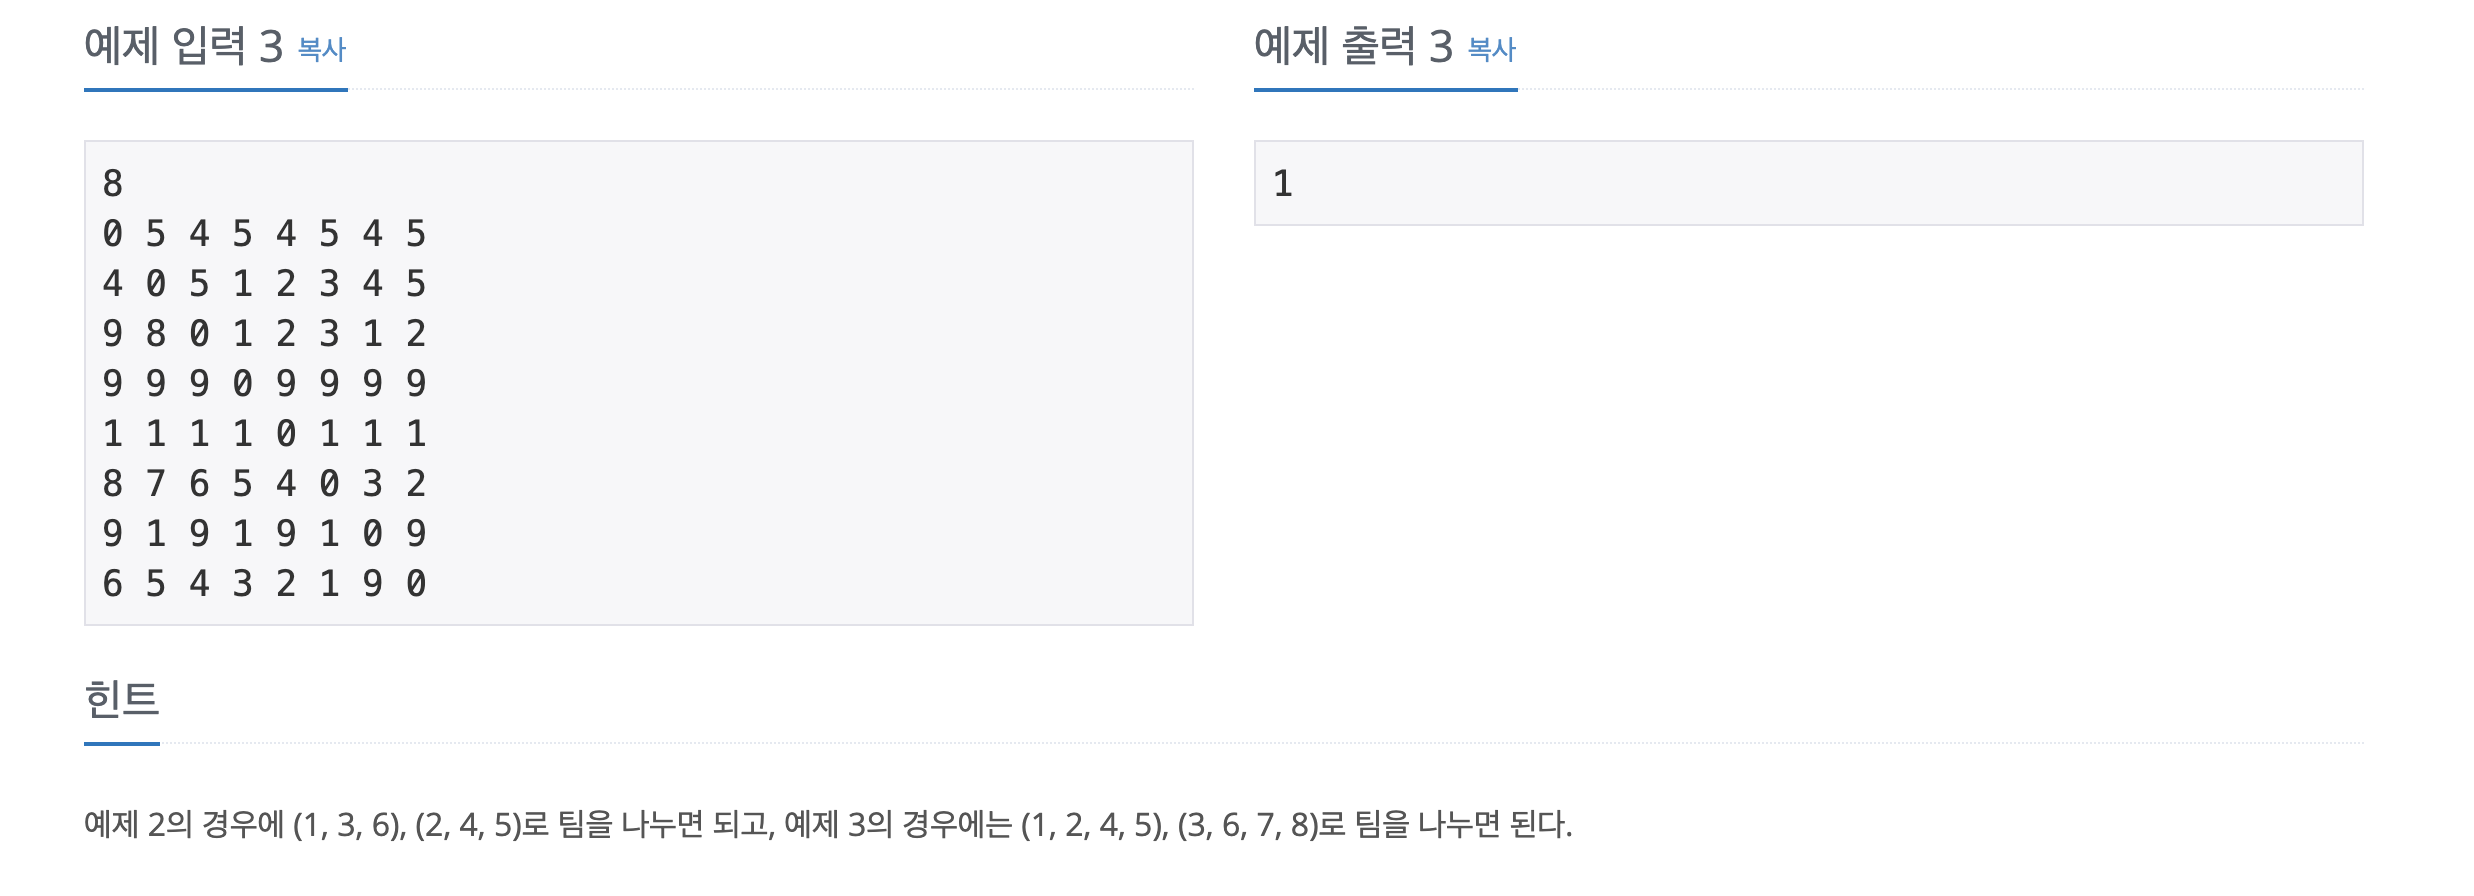 예제 입력 3 복사
8
0 5 4 5 4 5 4 5
4 0 5 1 2 3 4 5
9 8 0 1 2 3 1 2
9 9 9 0 9 9 9 9
1 1 1 1 0 1 1 1
8 7 6 5 4 0 3 2
9 1 9 1 9 1 0 9
6 5 4 3 2 1 9 0
예제 출력 3 복사
1
힌트
예제 2의 경우에 (1, 3, 6), (2, 4, 5)로 팀을 나누면 되고, 예제 3의 경우에는 (1, 2, 4, 5), (3, 6, 7, 8)로 팀을 나누면 된다.